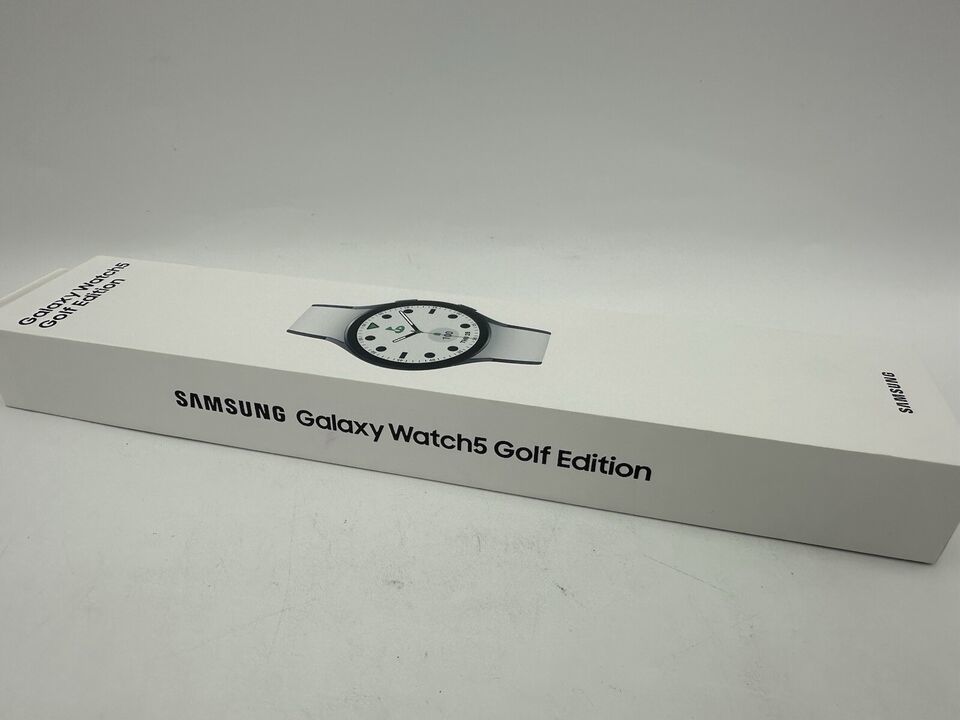 Galaxy Watch5
Golf Edition
SAMSUNG
SAMSUNG Galaxy Watch5 Golf Edition